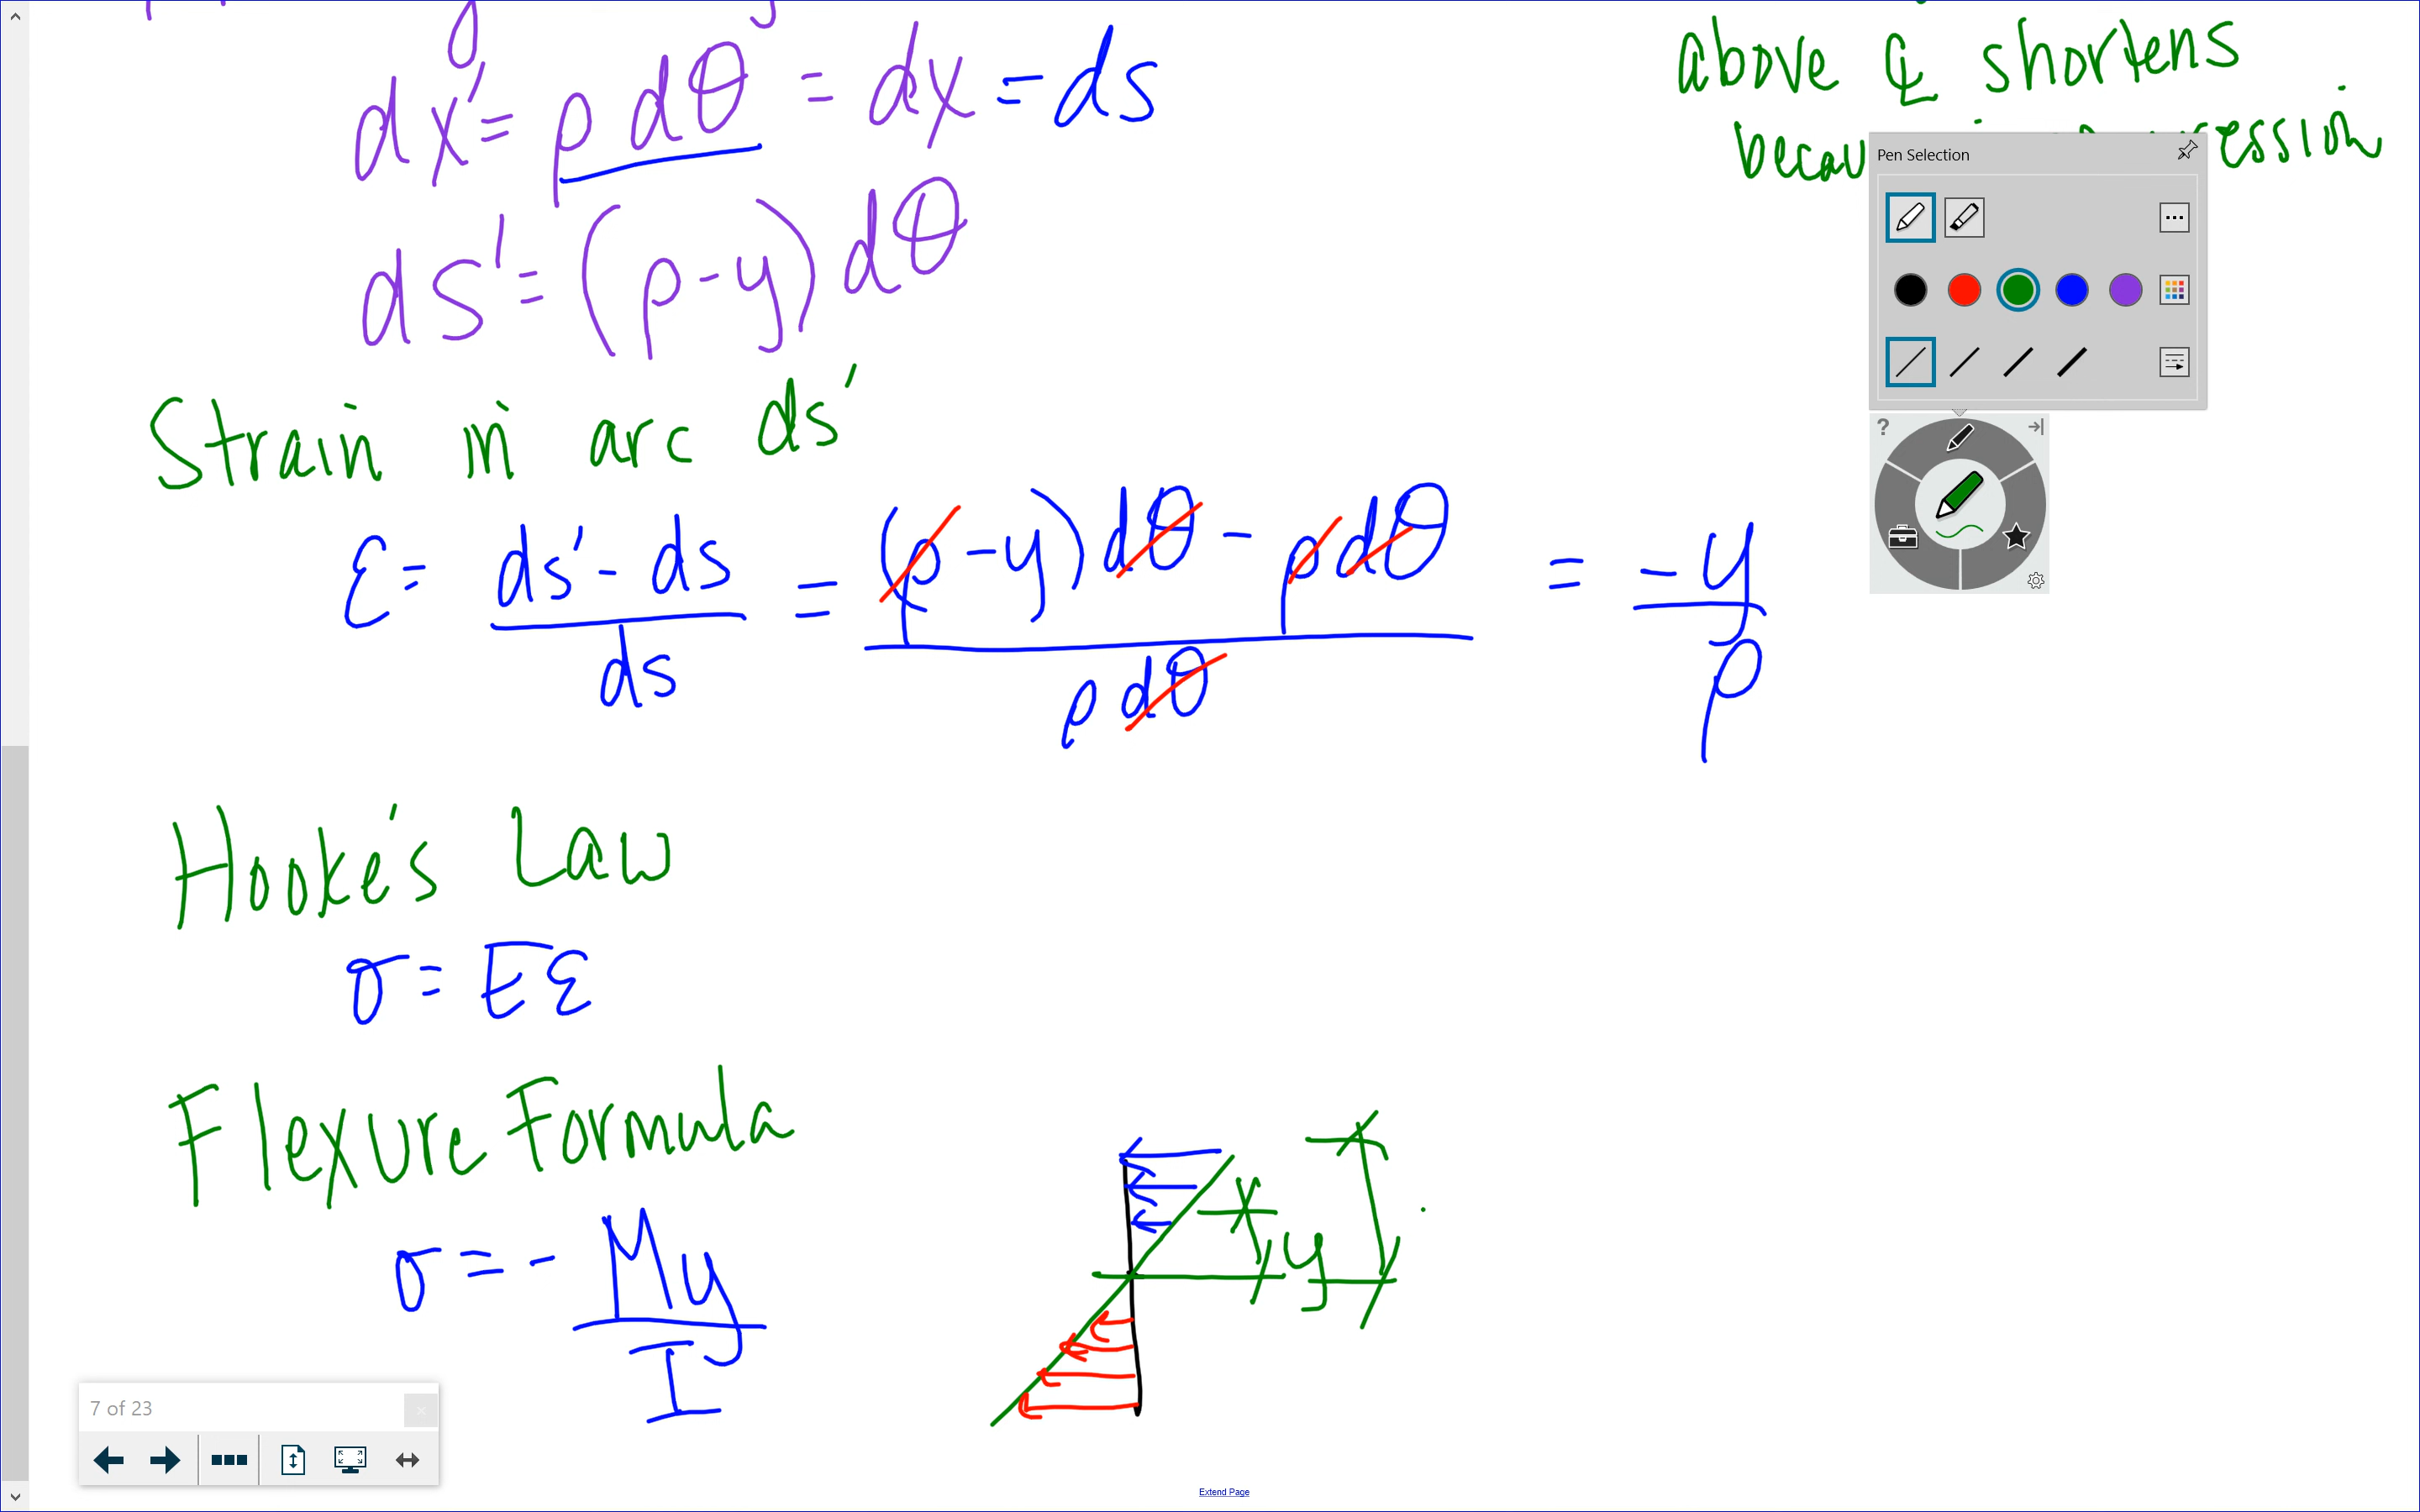 above ℄ shortens
dx' = ρ dθ = dx = ds
becau ession
Pen Selection
ds' = (ρ - y) dθ
Strain in arc ds'
?
ε = (ds' - ds)/ds = ((ρ - y) dθ - ρ dθ)/(ρ dθ) = -y/ρ
Hooke's Law
σ = Eε
Flexure Formula
σ = - My/I
y
7 of 23
Extend Page